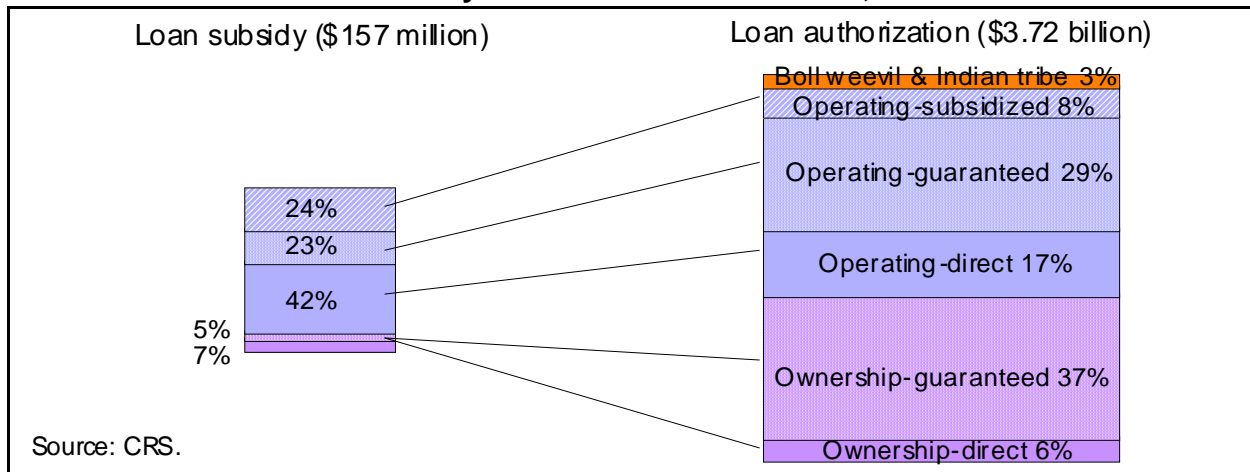 Loan subsidy ($157 million)
Loan authorization ($3.72 billion)
24%
23%
42%
5%
7%
Boll weevil & Indian tribe 3%
Operating-subsidized 8%
Operating-guaranteed 29%
Operating-direct 17%
Ownership-guaranteed 37%
Ownership-direct 6%
Source: CRS.